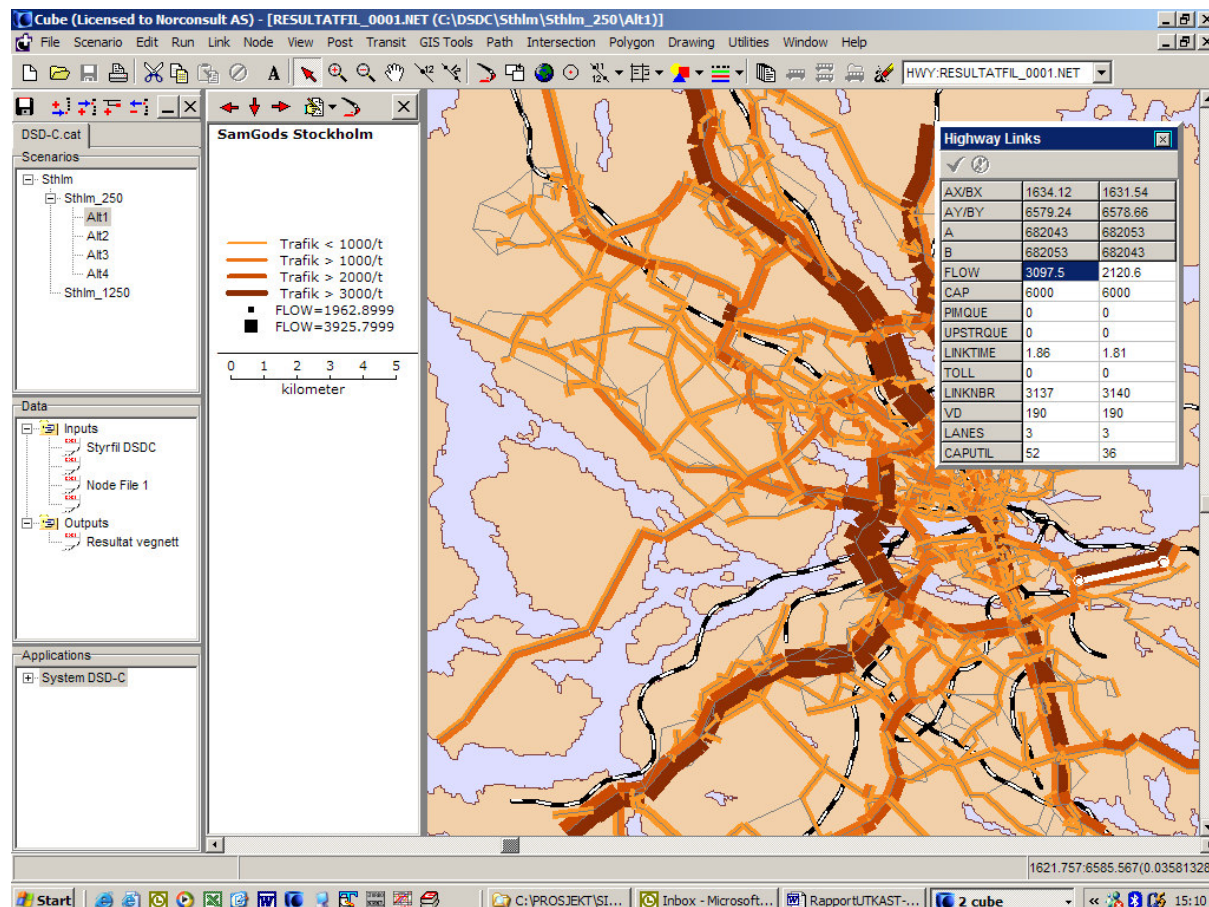 Cube (Licensed to Norconsult AS) - [RESULTATFIL_0001.NET (C:\DSDC\Sthlm\Sthlm_250\Alt1)]
File Scenario Edit Run Link Node View Post Transit GIS Tools Path Intersection Polygon Drawing Utilities Window Help
HWY:RESULTATFIL_0001.NET
DSD-C.cat
Scenarios
Sthlm
Sthlm_250
Alt1
Alt2
Alt3
Alt4
Sthlm_1250
Data
Inputs
Styrfil DSDC
Node File 1
Outputs
Resultat vegnett
Applications
System DSD-C
SamGods Stockholm
Trafik < 1000/t
Trafik > 1000/t
Trafik > 2000/t
Trafik > 3000/t
FLOW=1962.8999
FLOW=3925.7999
0 1 2 3 4 5
kilometer
Highway Links
AX/BX 1634.12 1631.54
AY/BY 6579.24 6578.66
A 682043 682053
B 682053 682043
FLOW 3097.5 2120.6
CAP 6000 6000
PIMQUE 0 0
UPSTRQUE 0 0
LINKTIME 1.86 1.81
TOLL 0 0
LINKNBR 3137 3140
VD 190 190
LANES 3 3
CAPUTIL 52 36
1621.757:6585.567(0.03581328
Start
C:\PROSJEKT\SI...
Inbox - Microsoft...
RapportUTKAST-...
2 cube
15:10